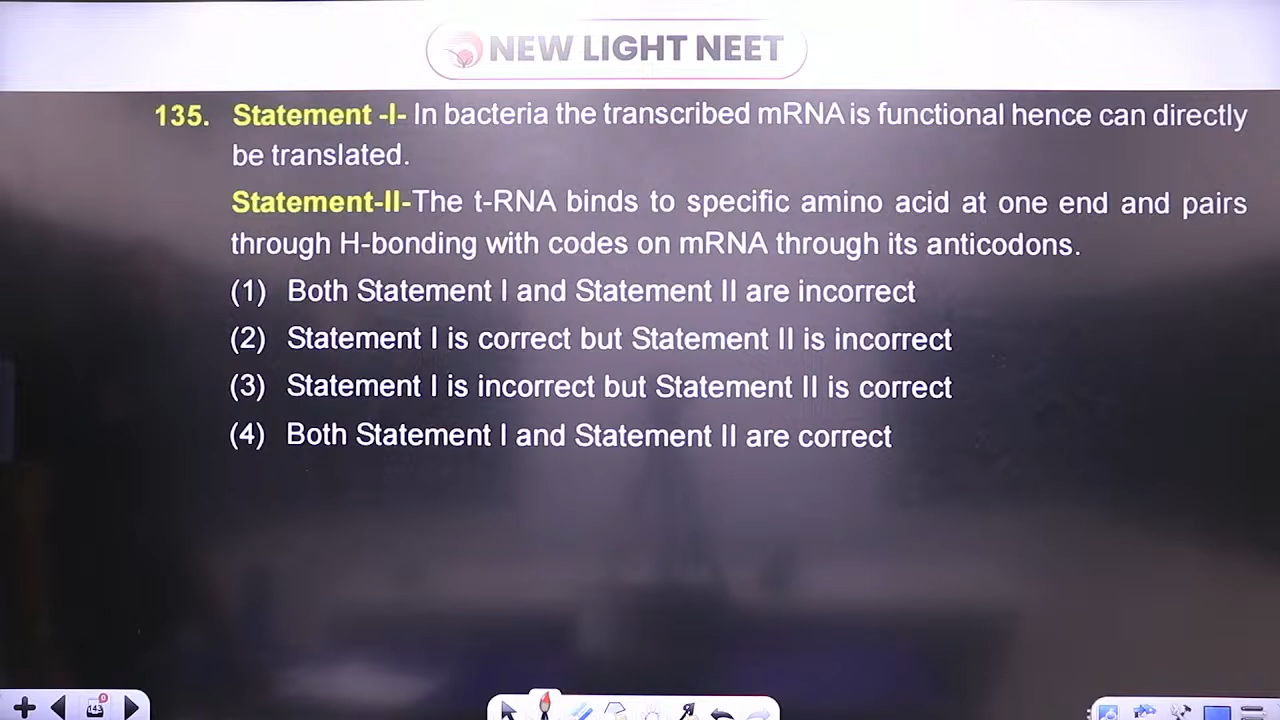 NEW LIGHT NEET
135. Statement -I- In bacteria the transcribed mRNA is functional hence can directly
be translated.
Statement-II-The t-RNA binds to specific amino acid at one end and pairs
through H-bonding with codes on mRNA through its anticodons.
(1) Both Statement I and Statement II are incorrect
(2) Statement I is correct but Statement II is incorrect
(3) Statement I is incorrect but Statement II is correct
(4) Both Statement I and Statement II are correct